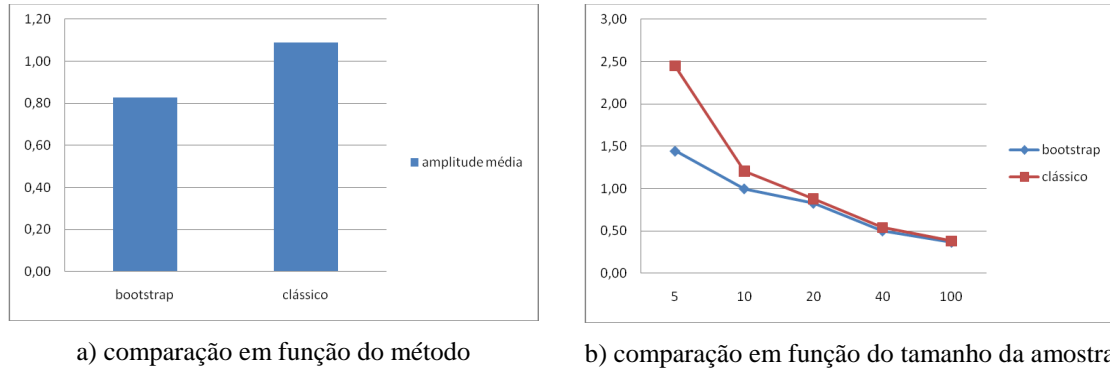 1,20
1,00
0,80
0,60
0,40
0,20
0,00
bootstrap
clássico
amplitude média
a) comparação em função do método
3,00
2,50
2,00
1,50
1,00
0,50
0,00
5
10
20
40
100
bootstrap
clássico
b) comparação em função do tamanho da amostra